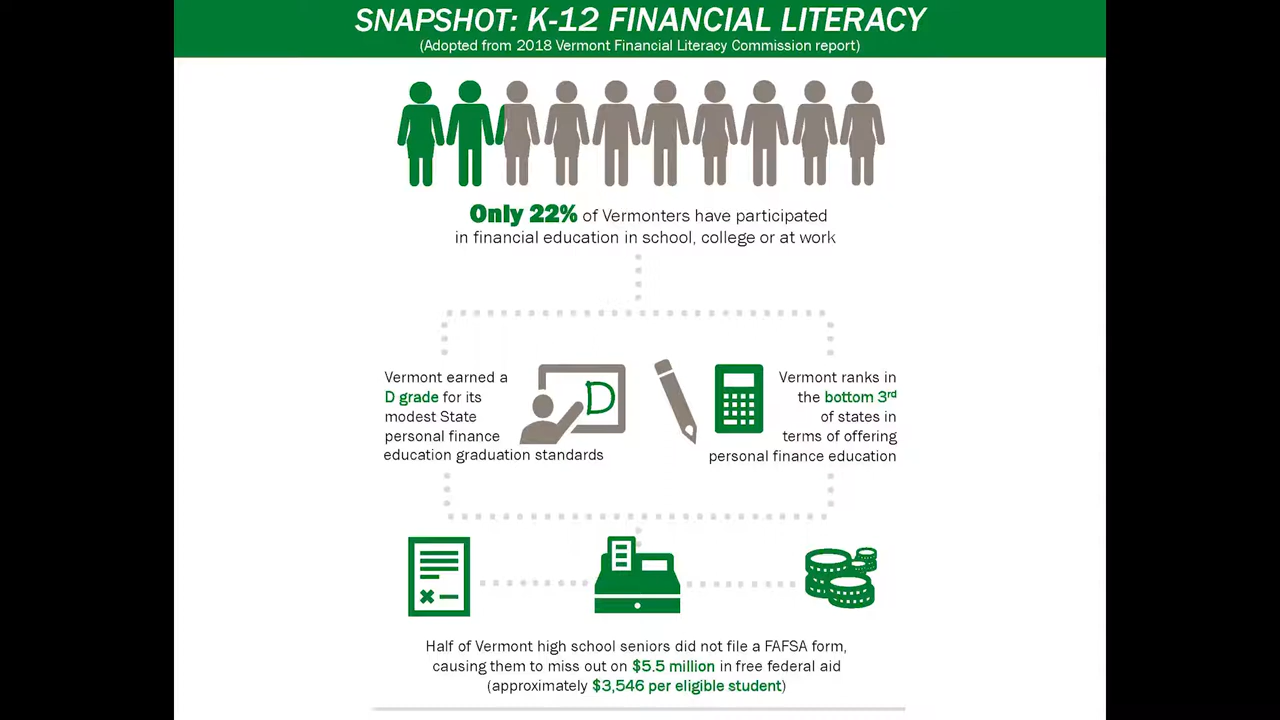 SNAPSHOT: K-12 FINANCIAL LITERACY
(Adopted from 2018 Vermont Financial Literacy Commission report)
Only 22% of Vermonters have participated
in financial education in school, college or at work
Vermont earned a
D grade for its
modest State
personal finance
education graduation standards
D
Vermont ranks in
the bottom 3rd
of states in
terms of offering
personal finance education
Half of Vermont high school seniors did not file a FAFSA form,
causing them to miss out on $5.5 million in free federal aid
(approximately $3,546 per eligible student)